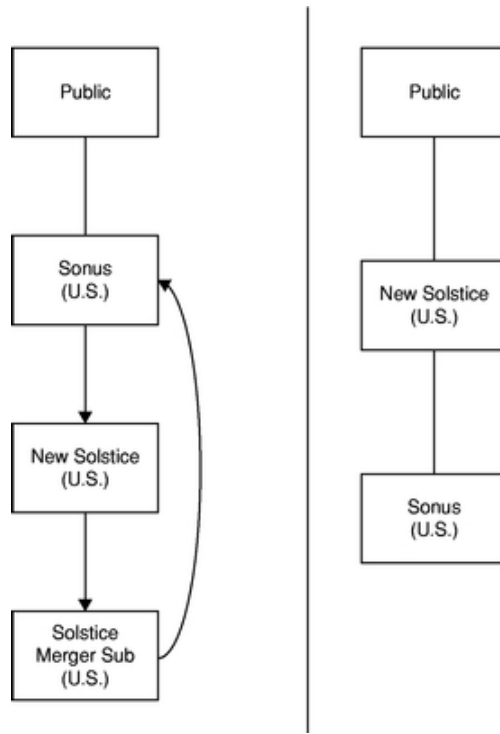 Public
Sonus
(U.S.)
New Solstice
(U.S.)
Solstice
Merger Sub
(U.S.)
Public
New Solstice
(U.S.)
Sonus
(U.S.)